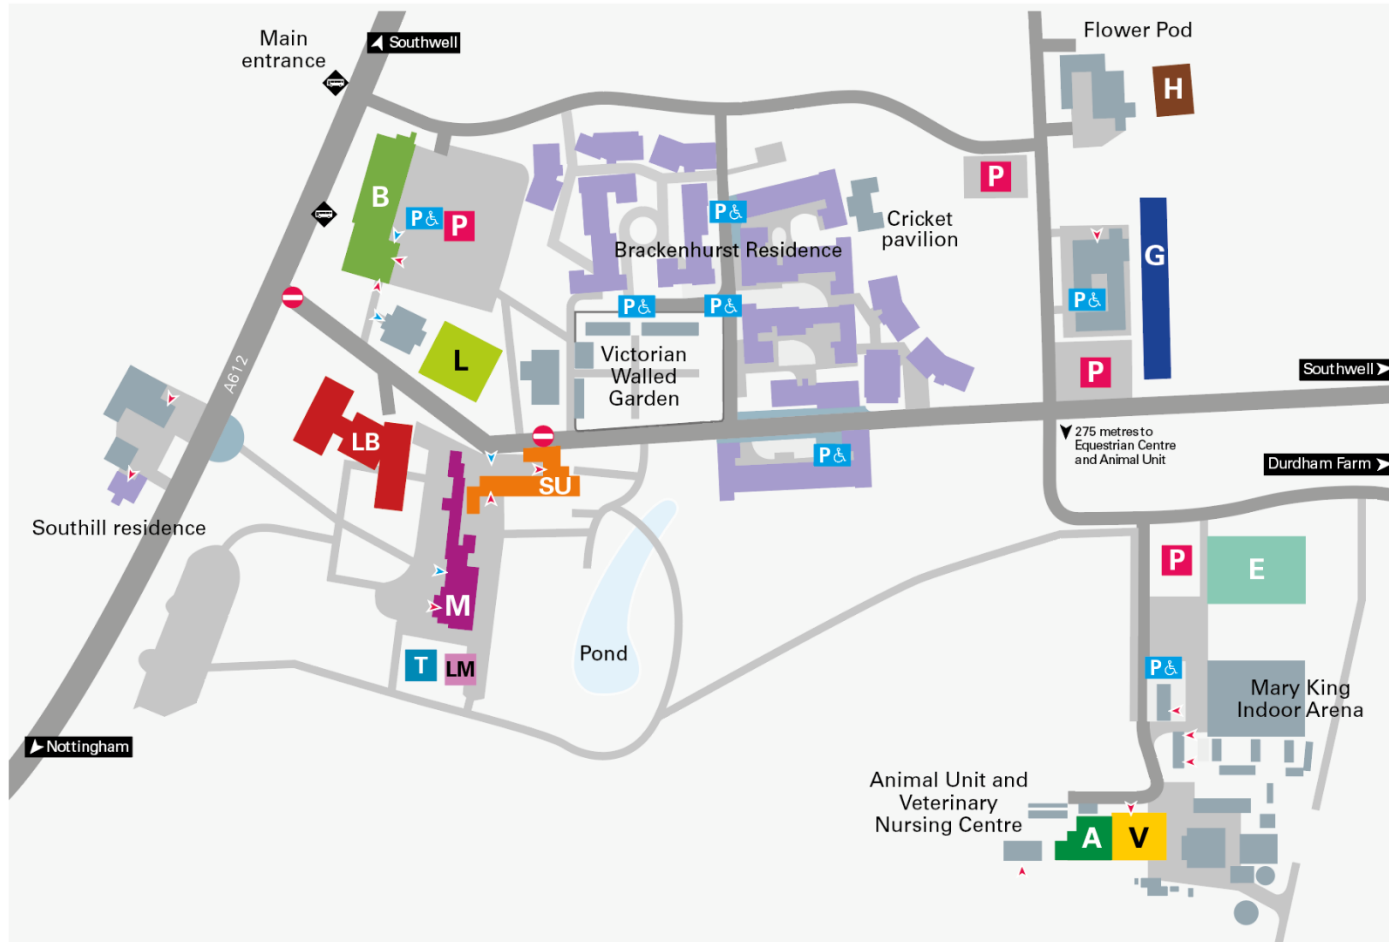 Main
entrance
Southwell
Flower Pod
H
B
P
P
P
P
Cricket
pavilion
Brackenhurst Residence
G
P
P
P
L
Victorian
Walled
Garden
P
A612
Southwell
LB
275 metres to
Equestrian Centre
and Animal Unit
P
Durdham Farm
SU
Southill residence
P
E
M
Pond
T
LM
P
Mary King
Indoor Arena
Nottingham
Animal Unit and
Veterinary
Nursing Centre
A
V